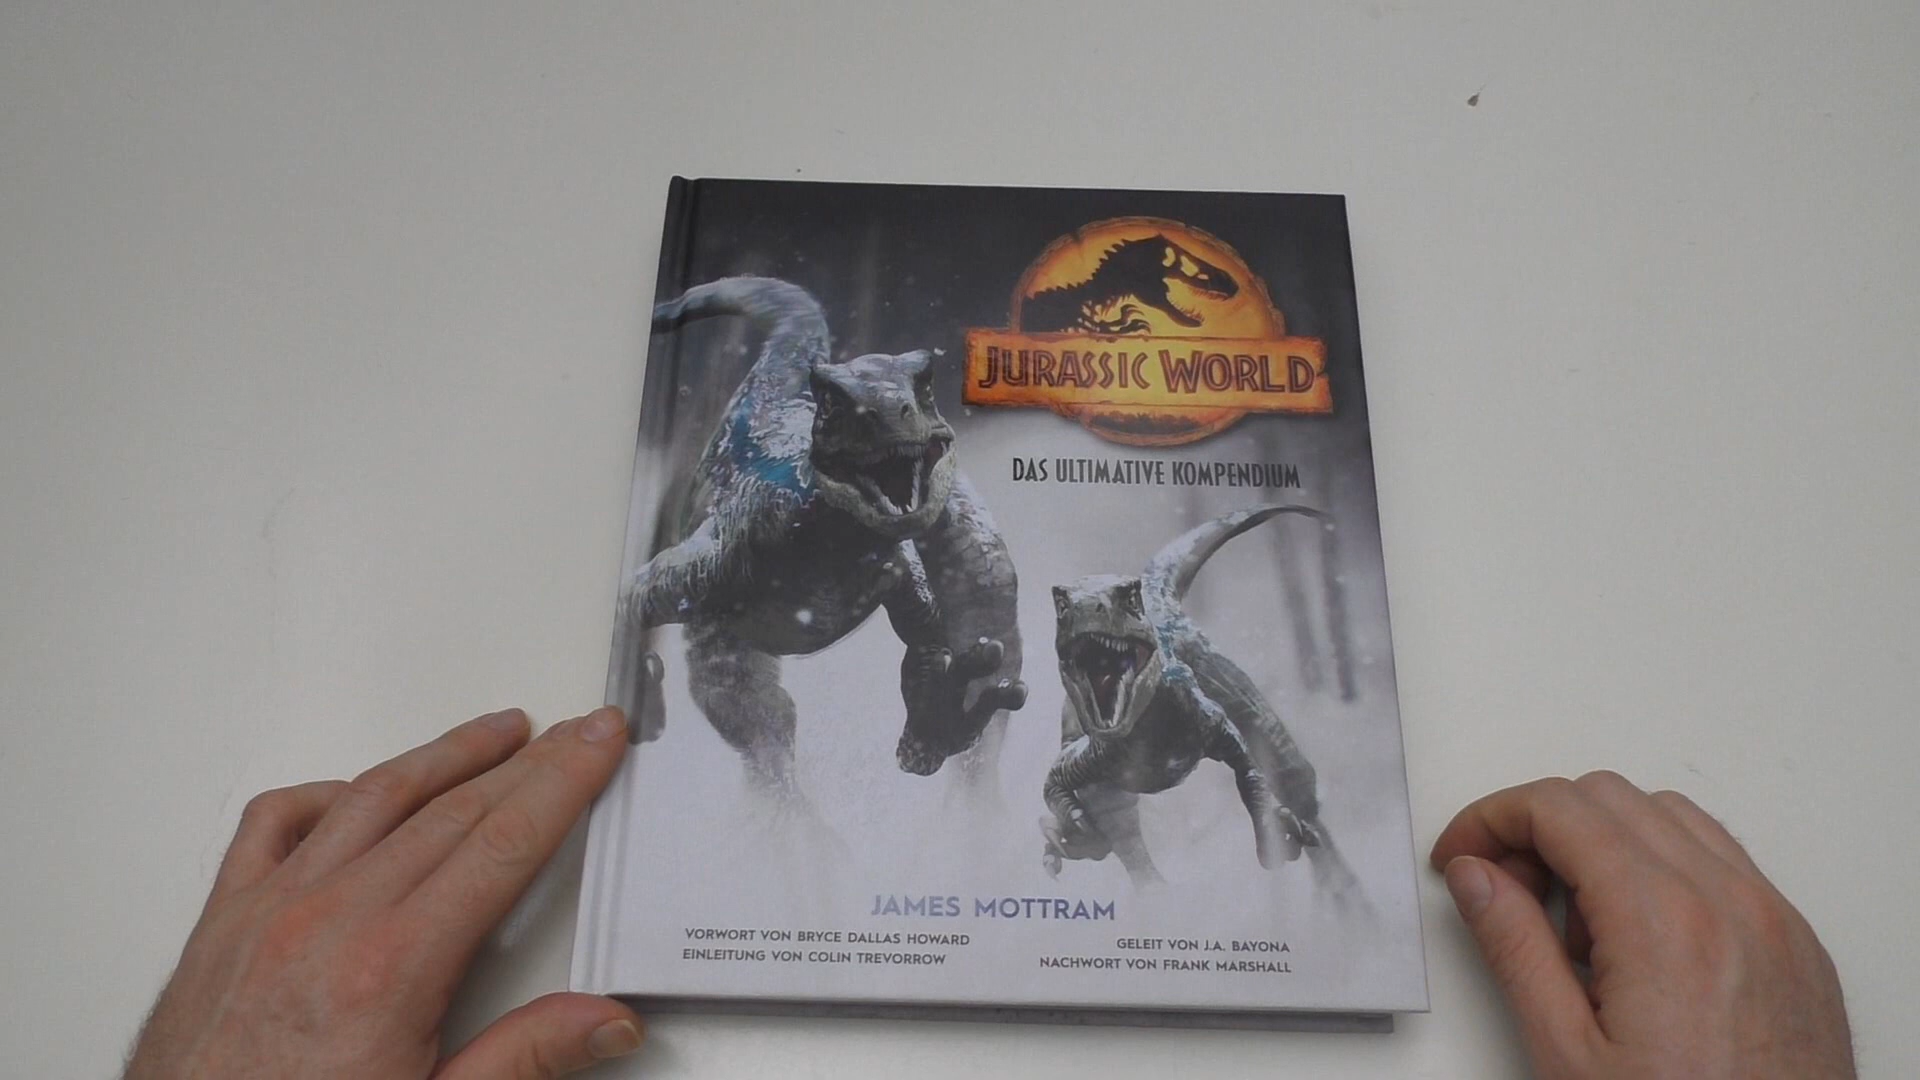 JURASSIC WORLD
DAS ULTIMATIVE KOMPENDIUM
JAMES MOTTRAM
VORWORT VON BRYCE DALLAS HOWARD
EINLEITUNG VON COLIN TREVORROW
GELEIT VON J.A. BAYONA
NACHWORT VON FRANK MARSHALL